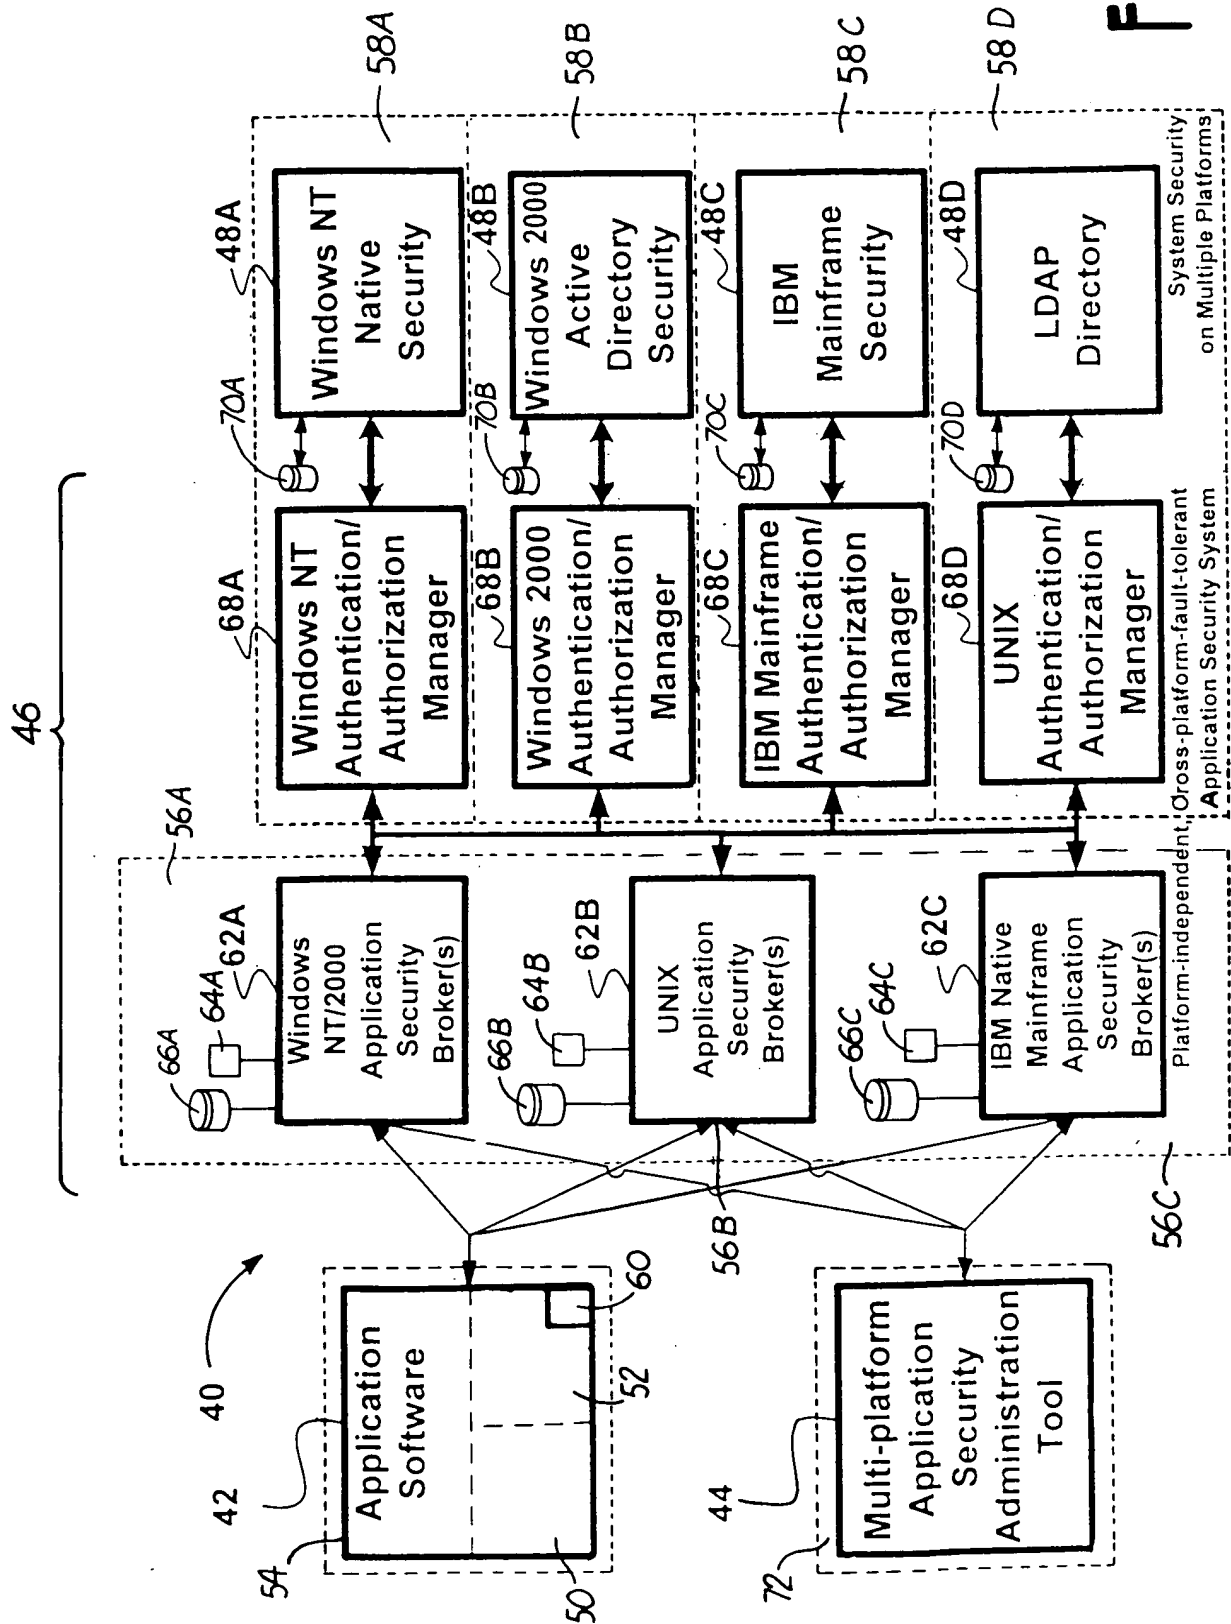 46
40
42
54
Application
Software
50
52
60
44
72
Multi-platform
Application
Security
Administration
Tool
56A
66A
64A
62A
Windows
NT/2000
Application
Security
Broker(s)
66B
64B
62B
UNIX
Application
Security
Broker(s)
56B
66C
64C
62C
IBM Native
Mainframe
Application
Security
Broker(s)
56C
68A
Windows NT
Authentication/
Authorization
Manager
70A
48A
Windows NT
Native
Security
58A
68B
Windows 2000
Authentication/
Authorization
Manager
70B
48B
Windows 2000
Active
Directory
Security
58B
68C
IBM Mainframe
Authentication/
Authorization
Manager
70C
48C
IBM
Mainframe
Security
58C
68D
UNIX
Authentication/
Authorization
Manager
70D
48D
LDAP
Directory
58D
Platform-independent, Cross-platform-fault-tolerant
Application Security System
System Security
on Multiple Platforms
F